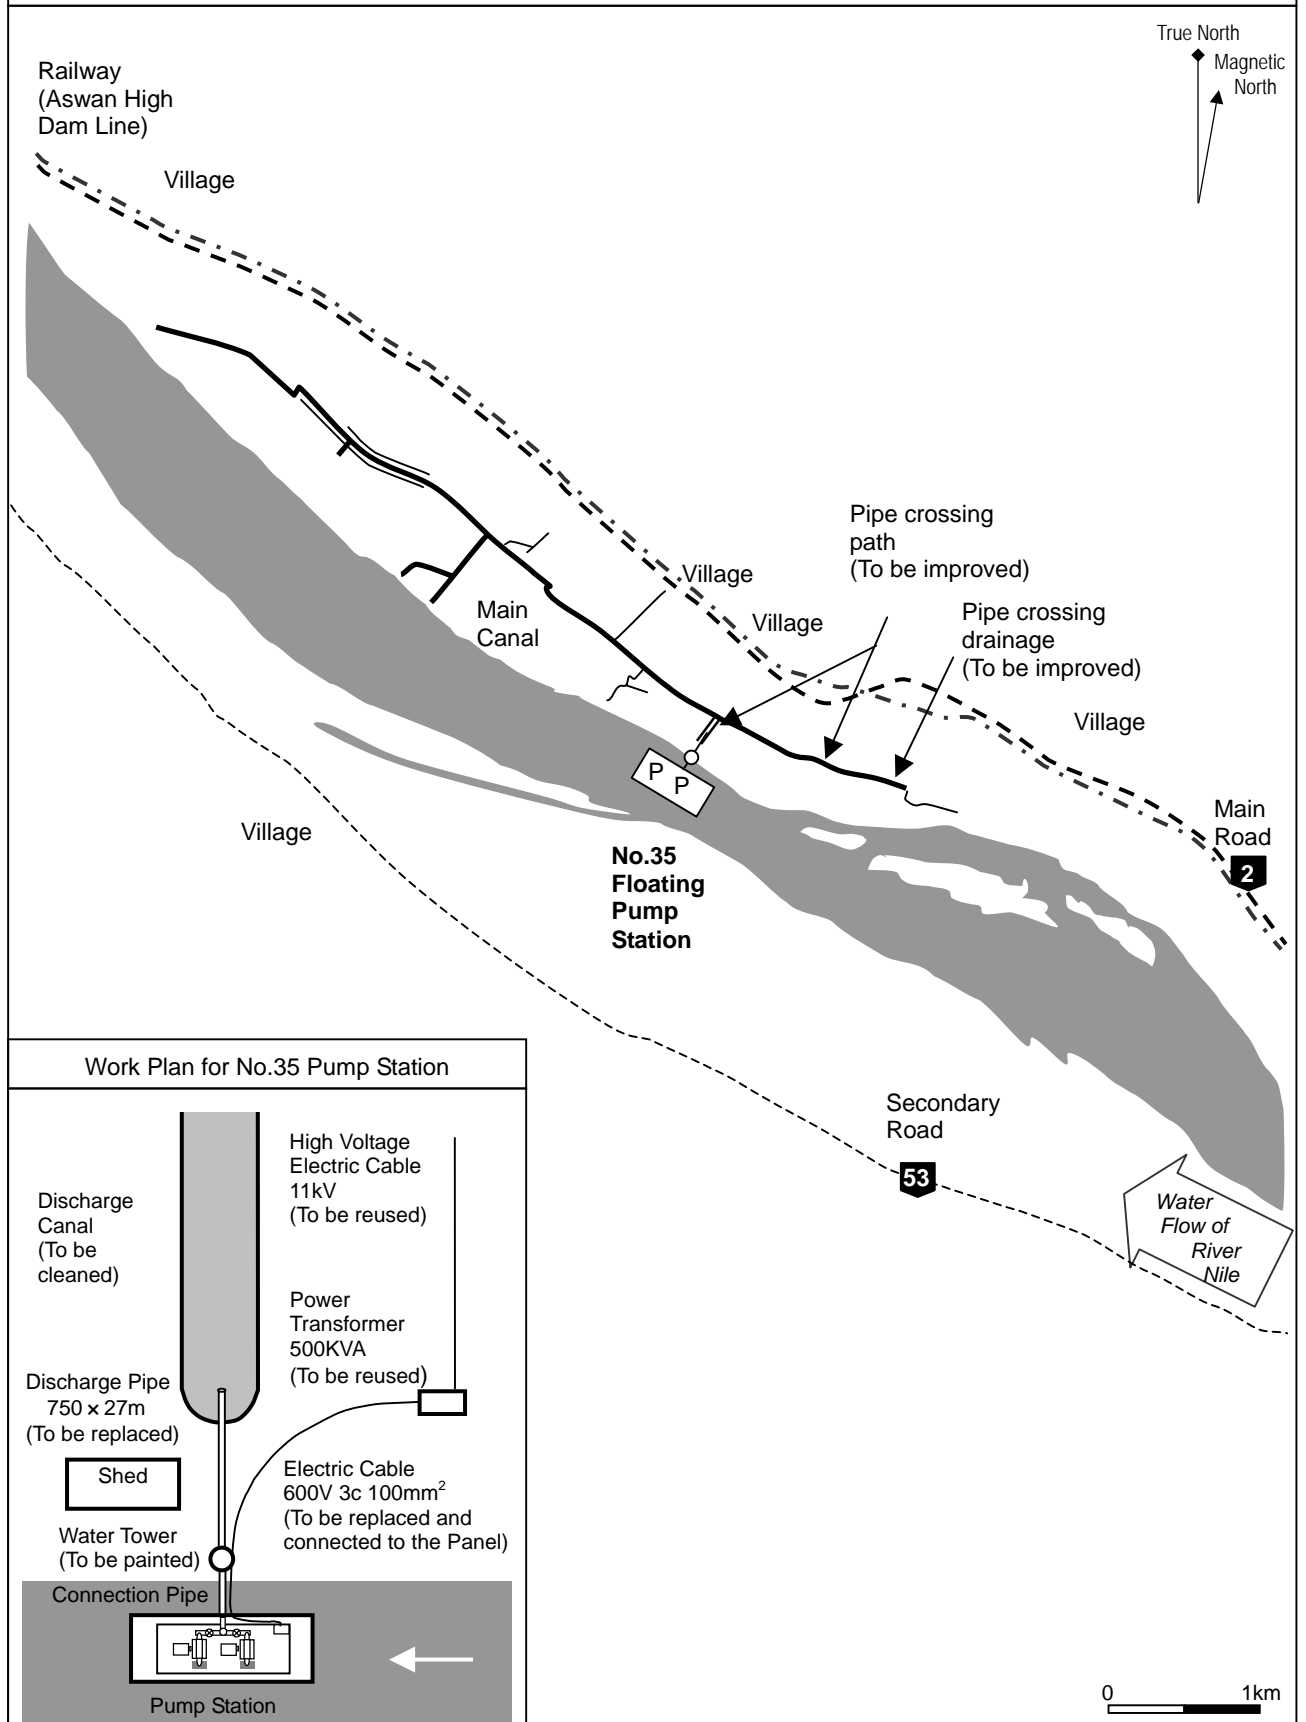 True North
Magnetic
North
Railway
(Aswan High
Dam Line)
Village
Pipe crossing
path
(To be improved)
Village
Village
Pipe crossing
drainage
(To be improved)
Main
Canal
Village
P P
Village
Main
Road
2
No.35
Floating
Pump
Station
Secondary
Road
53
Water
Flow of
River
Nile
Work Plan for No.35 Pump Station
High Voltage
Electric Cable
11kV
(To be reused)
Discharge
Canal
(To be
cleaned)
Power
Transformer
500KVA
(To be reused)
Discharge Pipe
750 × 27m
(To be replaced)
Shed
Electric Cable
600V 3c 100mm²
(To be replaced and
connected to the Panel)
Water Tower
(To be painted)
Connection Pipe
Pump Station
0 1km